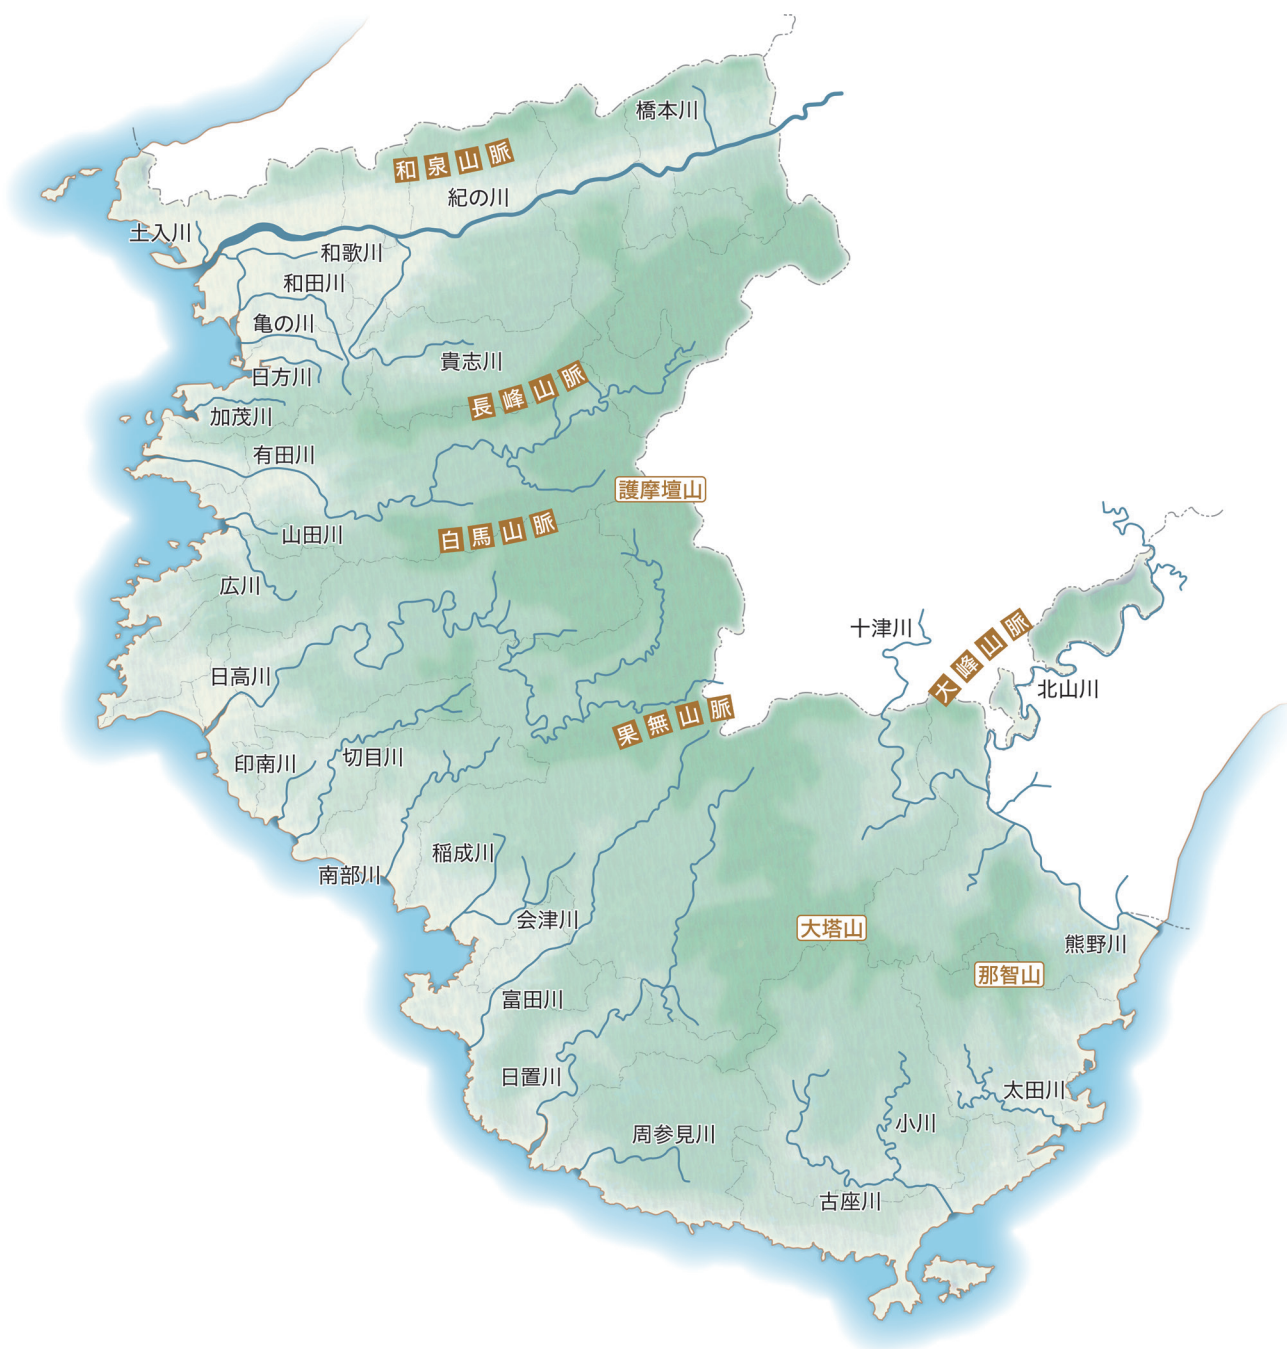 橋本川
和泉山脈
紀の川
土入川
和歌川
和田川
亀の川
貴志川
日方川
長峰山脈
加茂川
有田川
護摩壇山
山田川
白馬山脈
広川
十津川
大峰山脈
日高川
北山川
果無山脈
印南川
切目川
稲成川
南部川
会津川
大塔山
熊野川
那智山
富田川
日置川
太田川
小川
周参見川
古座川